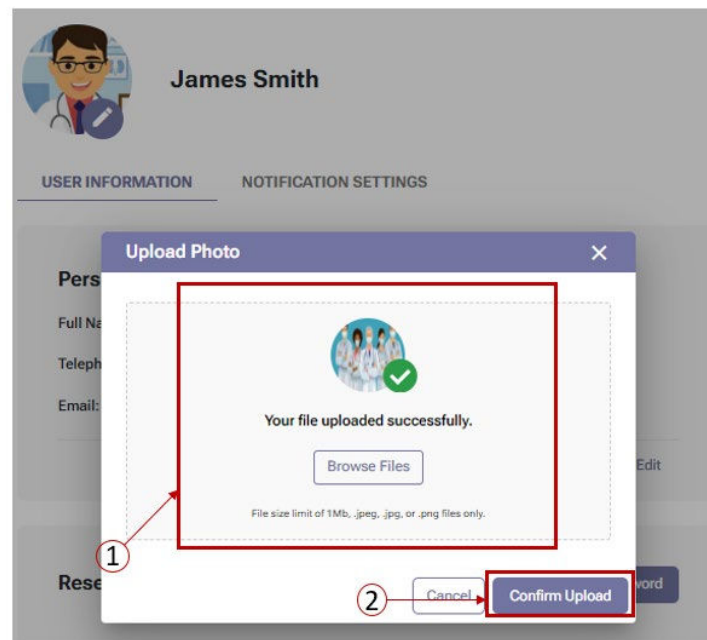 James Smith
USER INFORMATION NOTIFICATION SETTINGS
Upload Photo
Pers
Full Na
Teleph
Email:
Your file uploaded successfully.
Browse Files
Edit
File size limit of 1Mb, .jpeg, .jpg, or .png files only.
1
Rese
2
Cancel
Confirm Upload
word